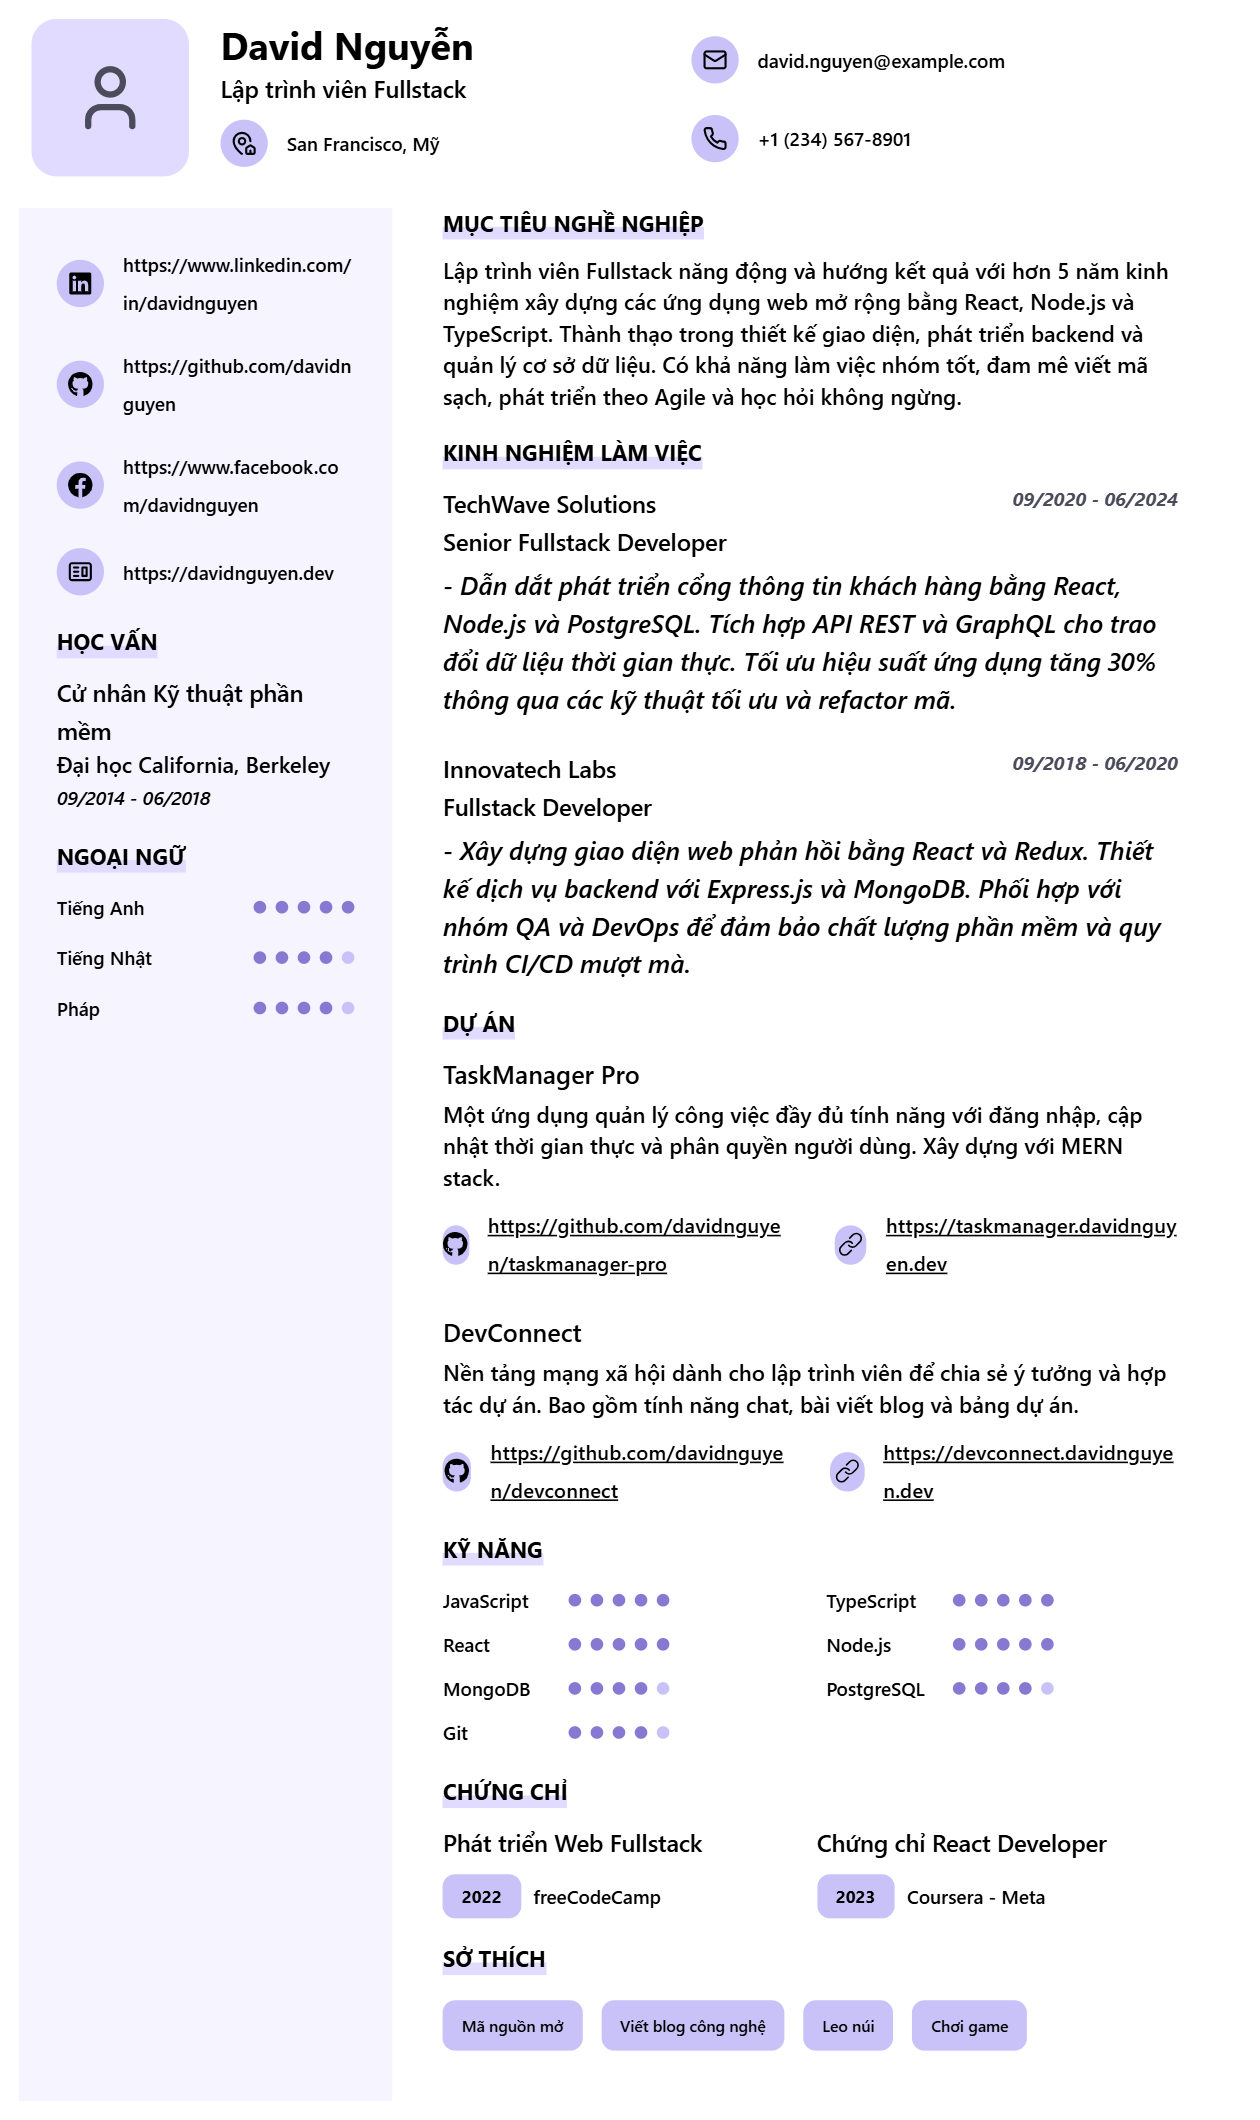 David Nguyễn
Lập trình viên Fullstack
San Francisco, Mỹ
david.nguyen@example.com
+1 (234) 567-8901
https://www.linkedin.com/
in/davidnguyen
https://github.com/davidn
guyen
https://www.facebook.co
m/davidnguyen
https://davidnguyen.dev
HỌC VẤN
Cử nhân Kỹ thuật phần
mềm
Đại học California, Berkeley
09/2014 - 06/2018
NGOẠI NGỮ
Tiếng Anh
Tiếng Nhật
Pháp
MỤC TIÊU NGHỀ NGHIỆP
Lập trình viên Fullstack năng động và hướng kết quả với hơn 5 năm kinh
nghiệm xây dựng các ứng dụng web mở rộng bằng React, Node.js và
TypeScript. Thành thạo trong thiết kế giao diện, phát triển backend và
quản lý cơ sở dữ liệu. Có khả năng làm việc nhóm tốt, đam mê viết mã
sạch, phát triển theo Agile và học hỏi không ngừng.
KINH NGHIỆM LÀM VIỆC
TechWave Solutions
09/2020 - 06/2024
Senior Fullstack Developer
- Dẫn dắt phát triển cổng thông tin khách hàng bằng React,
Node.js và PostgreSQL. Tích hợp API REST và GraphQL cho trao
đổi dữ liệu thời gian thực. Tối ưu hiệu suất ứng dụng tăng 30%
thông qua các kỹ thuật tối ưu và refactor mã.
Innovatech Labs
09/2018 - 06/2020
Fullstack Developer
- Xây dựng giao diện web phản hồi bằng React và Redux. Thiết
kế dịch vụ backend với Express.js và MongoDB. Phối hợp với
nhóm QA và DevOps để đảm bảo chất lượng phần mềm và quy
trình CI/CD mượt mà.
DỰ ÁN
TaskManager Pro
Một ứng dụng quản lý công việc đầy đủ tính năng với đăng nhập, cập
nhật thời gian thực và phân quyền người dùng. Xây dựng với MERN
stack.
https://github.com/davidnguye
n/taskmanager-pro
https://taskmanager.davidnguy
en.dev
DevConnect
Nền tảng mạng xã hội dành cho lập trình viên để chia sẻ ý tưởng và hợp
tác dự án. Bao gồm tính năng chat, bài viết blog và bảng dự án.
https://github.com/davidnguye
n/devconnect
https://devconnect.davidnguye
n.dev
KỸ NĂNG
JavaScript
TypeScript
React
Node.js
MongoDB
PostgreSQL
Git
CHỨNG CHỈ
Phát triển Web Fullstack
2022 freeCodeCamp
Chứng chỉ React Developer
2023 Coursera - Meta
SỞ THÍCH
Mã nguồn mở
Viết blog công nghệ
Leo núi
Chơi game